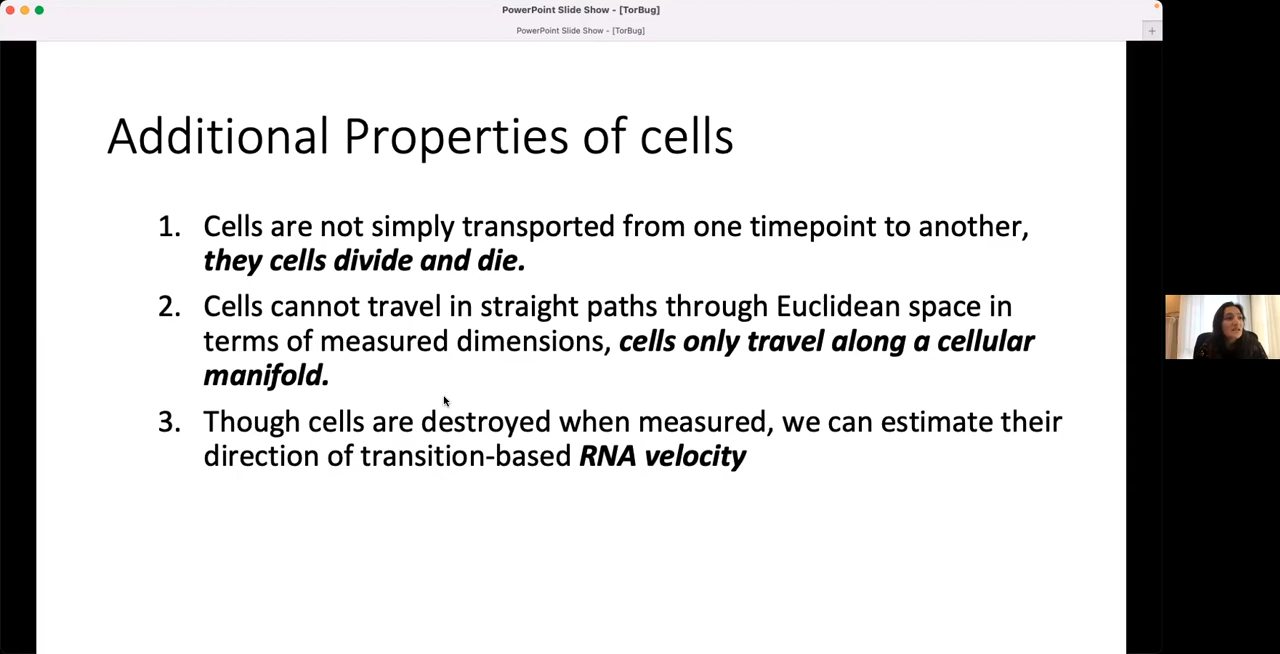 PowerPoint Slide Show - [TorBug]
PowerPoint Slide Show - [TorBug]
+
Additional Properties of cells
1. Cells are not simply transported from one timepoint to another,
they cells divide and die.
2. Cells cannot travel in straight paths through Euclidean space in
terms of measured dimensions, cells only travel along a cellular
manifold.
3. Though cells are destroyed when measured, we can estimate their
direction of transition-based RNA velocity